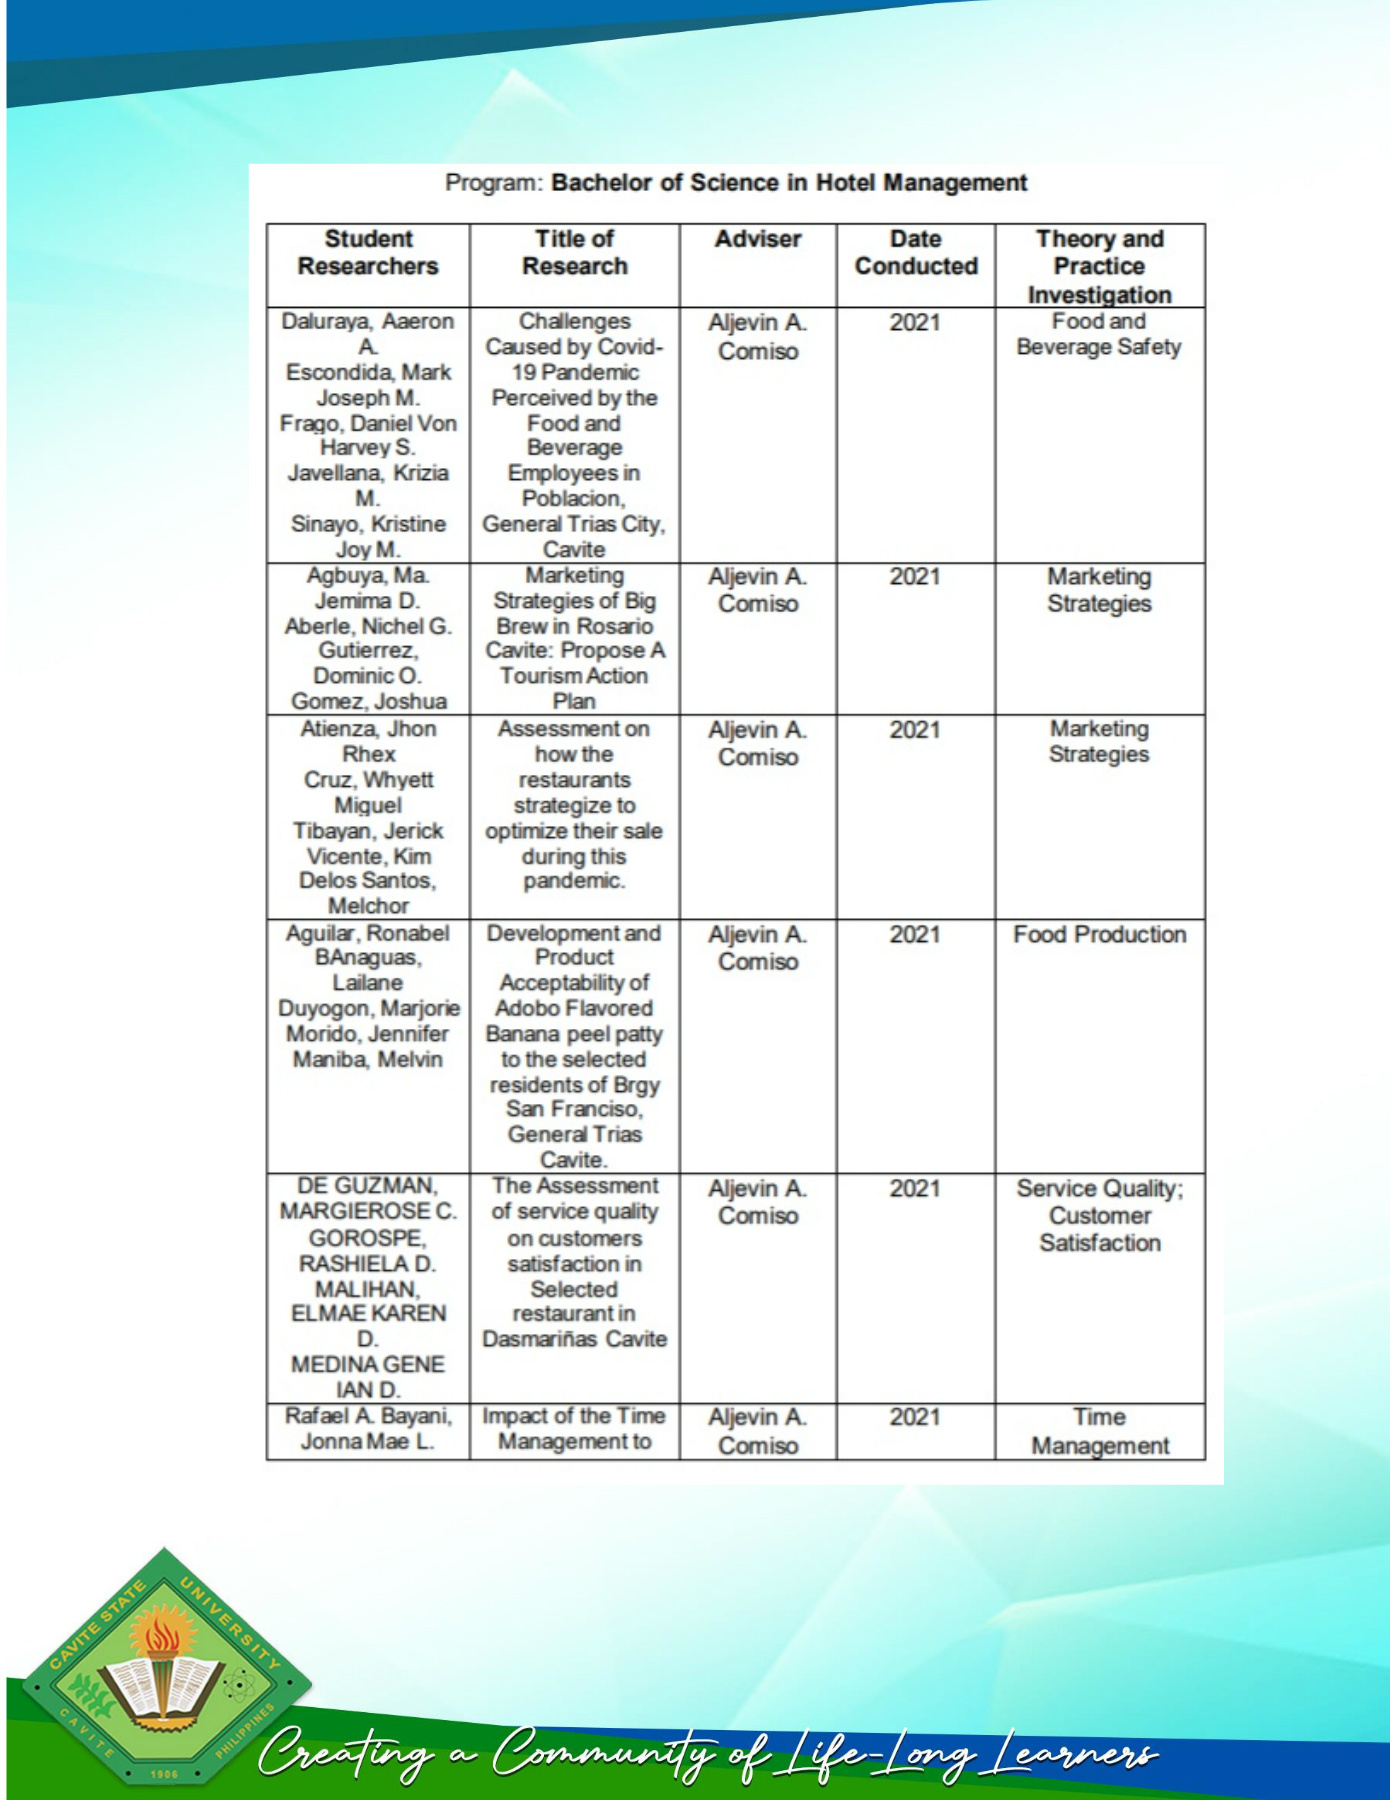 Program: Bachelor of Science in Hotel Management
Student Researchers
Title of Research
Adviser
Date Conducted
Theory and Practice Investigation
Daluraya, Aaeron
A.
Escondida, Mark
Joseph M.
Frago, Daniel Von
Harvey S.
Javellana, Krizia
M.
Sinayo, Kristine
Joy M.
Challenges
Caused by Covid-
19 Pandemic
Perceived by the
Food and
Beverage
Employees in
Poblacion,
General Trias City,
Cavite
Aljevin A.
Comiso
2021
Food and
Beverage Safety
Agbuya, Ma.
Jemima D.
Aberle, Nichel G.
Gutierrez,
Dominic O.
Gomez, Joshua
Marketing
Strategies of Big
Brew in Rosario
Cavite: Propose A
Tourism Action
Plan
Aljevin A.
Comiso
2021
Marketing
Strategies
Atienza, Jhon
Rhex
Cruz, Whyett
Miguel
Tibayan, Jerick
Vicente, Kim
Delos Santos,
Melchor
Assessment on
how the
restaurants
strategize to
optimize their sale
during this
pandemic.
Aljevin A.
Comiso
2021
Marketing
Strategies
Aguilar, Ronabel
BAnaguas,
Lailane
Duyogon, Marjorie
Morido, Jennifer
Maniba, Melvin
Development and
Product
Acceptability of
Adobo Flavored
Banana peel patty
to the selected
residents of Brgy
San Franciso,
General Trias
Cavite.
Aljevin A.
Comiso
2021
Food Production
DE GUZMAN,
MARGIEROSE C.
GOROSPE,
RASHIELA D.
MALIHAN,
ELMAE KAREN
D.
MEDINA GENE
IAN D.
The Assessment
of service quality
on customers
satisfaction in
Selected
restaurant in
Dasmariñas Cavite
Aljevin A.
Comiso
2021
Service Quality;
Customer
Satisfaction
Rafael A. Bayani,
Jonna Mae L.
Impact of the Time
Management to
Aljevin A.
Comiso
2021
Time
Management
CAVITE STATE UNIVERSITY
CAVITE PHILIPPINES
1906
Creating a Community of Life-Long Learners